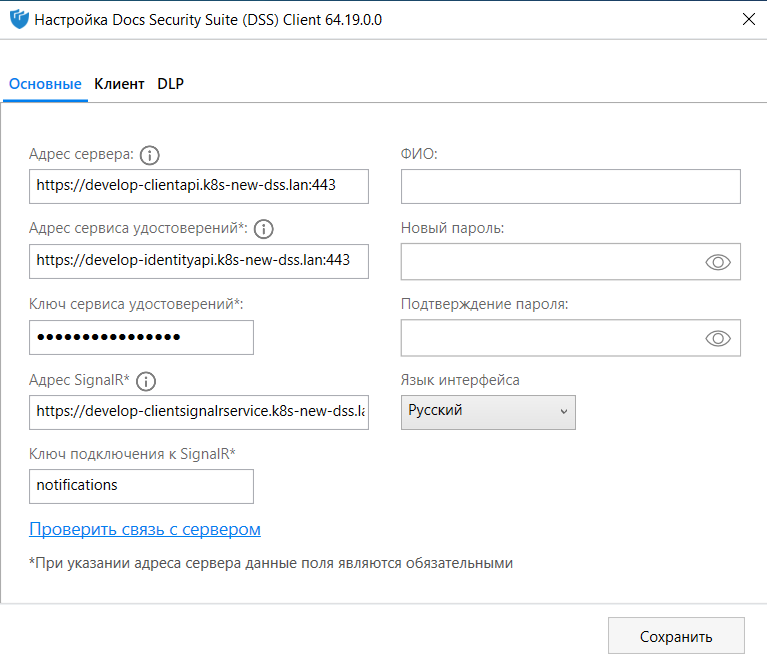 Настройка Docs Security Suite (DSS) Client 64.19.0.0
Основные Клиент DLP
Адрес сервера:
https://develop-clientapi.k8s-new-dss.lan:443
Адрес сервиса удостоверений*:
https://develop-identityapi.k8s-new-dss.lan:443
Ключ сервиса удостоверений*:
••••••••••••••••
Адрес SignalR*
https://develop-clientsignalrservice.k8s-new-dss.la
Ключ подключения к SignalR*
notifications
Проверить связь с сервером
*При указании адреса сервера данные поля являются обязательными
ФИО:
Новый пароль:
Подтверждение пароля:
Язык интерфейса
Русский
Сохранить